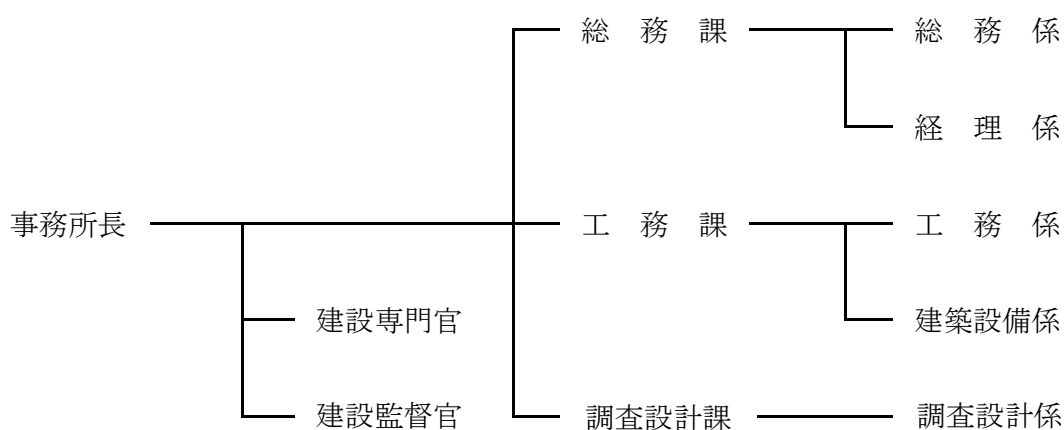 総　務　課　総　務　係
経　理　係
事務所長　工　務　課　工　務　係
建設専門官　建築設備係
建設監督官　調査設計課　調査設計係